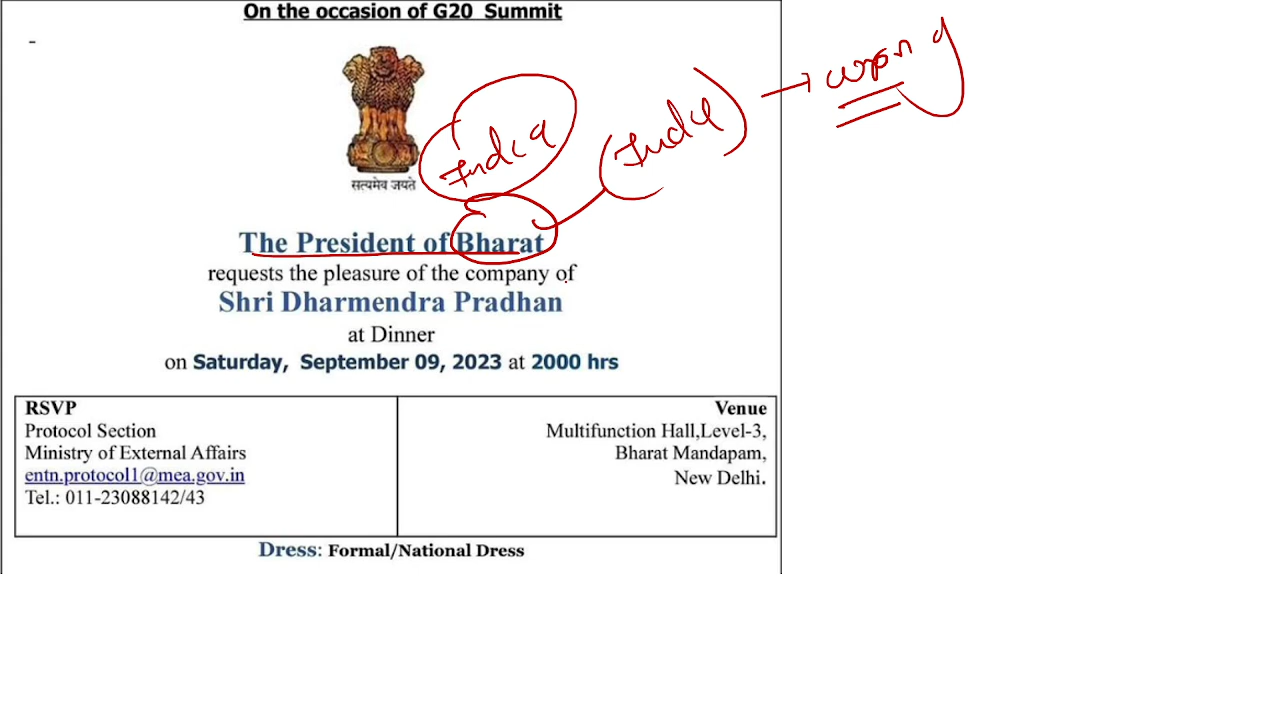 On the occasion of G20 Summit
-
सत्यमेव जयते
India
(India)
→ wrong
The President of Bharat
requests the pleasure of the company of
Shri Dharmendra Pradhan
at Dinner
on Saturday, September 09, 2023 at 2000 hrs
RSVP
Protocol Section
Ministry of External Affairs
entn.protocol1@mea.gov.in
Tel.: 011-23088142/43
Venue
Multifunction Hall,Level-3,
Bharat Mandapam,
New Delhi.
Dress: Formal/National Dress